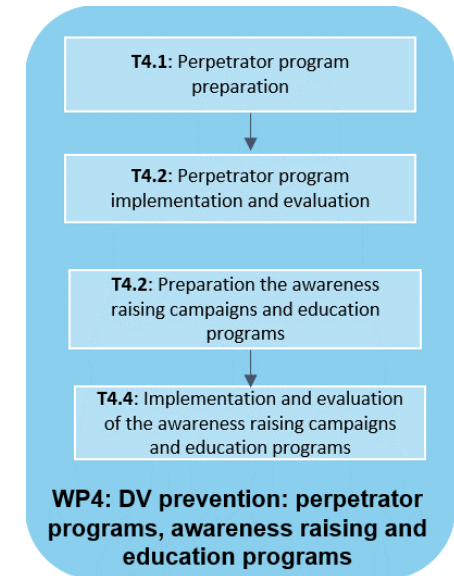 T4.1: Perpetrator program
preparation
T4.2: Perpetrator program
implementation and evaluation
T4.2: Preparation the awareness
raising campaigns and education
programs
T4.4: Implementation and evaluation
of the awareness raising campaigns
and education programs
WP4: DV prevention: perpetrator
programs, awareness raising and
education programs